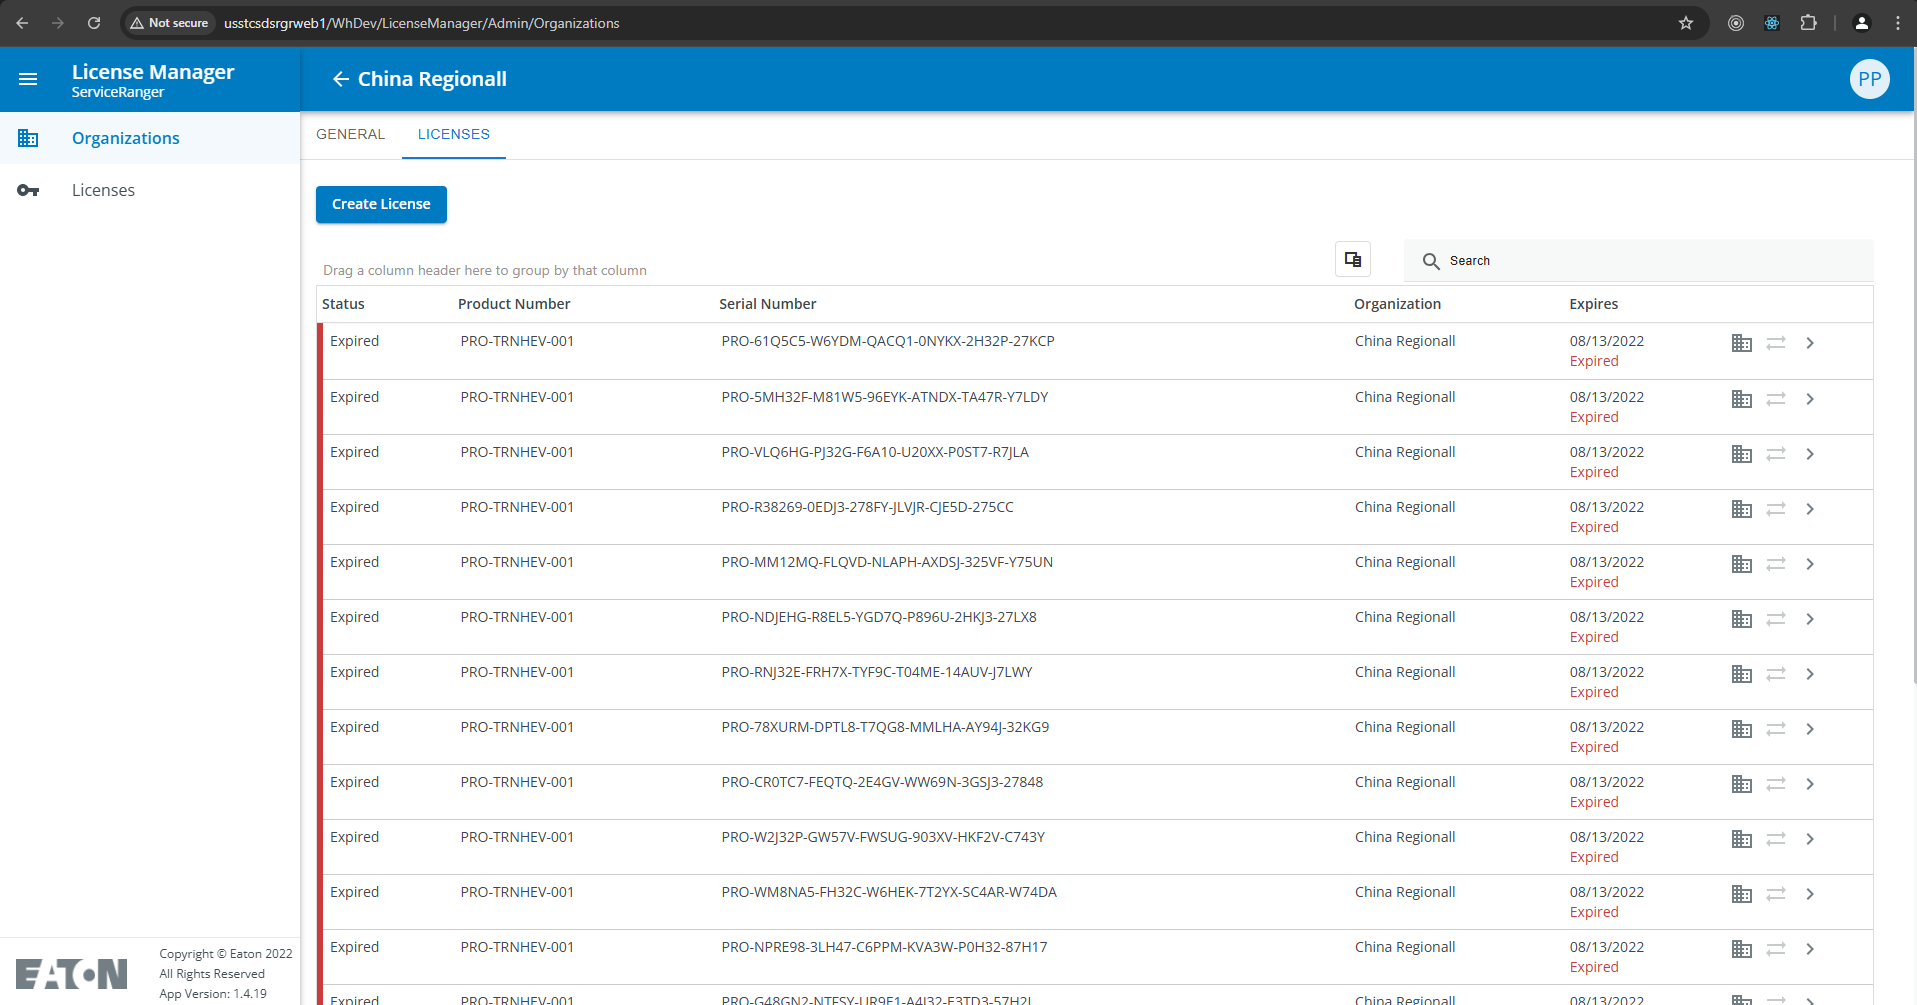 Not secure usstcsdsrgrweb1/WhDev/LicenseManager/Admin/Organizations
License Manager
ServiceRanger
China Regionall
PP
Organizations
Licenses
GENERAL LICENSES
Create License
Drag a column header here to group by that column
Search
Status Product Number Serial Number Organization Expires
Expired PRO-TRNHEV-001 PRO-61Q5C5-W6YDM-QACQ1-0NYKX-2H32P-27KCP China Regionall 08/13/2022
Expired
Expired PRO-TRNHEV-001 PRO-5MH32F-M81W5-96EYK-ATNDX-TA47R-Y7LDY China Regionall 08/13/2022
Expired
Expired PRO-TRNHEV-001 PRO-VLQ6HG-PJ32G-F6A10-U20XX-P0ST7-R7JLA China Regionall 08/13/2022
Expired
Expired PRO-TRNHEV-001 PRO-R38269-0EDJ3-278FY-JLVJR-CJE5D-275CC China Regionall 08/13/2022
Expired
Expired PRO-TRNHEV-001 PRO-MM12MQ-FLQVD-NLAPH-AXDSJ-325VF-Y75UN China Regionall 08/13/2022
Expired
Expired PRO-TRNHEV-001 PRO-NDJEHG-R8EL5-YGD7Q-P896U-2HKJ3-27LX8 China Regionall 08/13/2022
Expired
Expired PRO-TRNHEV-001 PRO-RNJ32E-FRH7X-TYF9C-T04ME-14AUV-J7LWY China Regionall 08/13/2022
Expired
Expired PRO-TRNHEV-001 PRO-78XURM-DPTL8-T7QG8-MMLHA-AY94J-32KG9 China Regionall 08/13/2022
Expired
Expired PRO-TRNHEV-001 PRO-CR0TC7-FEQTQ-2E4GV-WW69N-3GSJ3-27848 China Regionall 08/13/2022
Expired
Expired PRO-TRNHEV-001 PRO-W2J32P-GW57V-FWSUG-903XV-HKF2V-C743Y China Regionall 08/13/2022
Expired
Expired PRO-TRNHEV-001 PRO-WM8NA5-FH32C-W6HEK-7T2YX-SC4AR-W74DA China Regionall 08/13/2022
Expired
Expired PRO-TRNHEV-001 PRO-NPRE98-3LH47-C6PPM-KVA3W-P0H32-87H17 China Regionall 08/13/2022
Expired
Expired PRO-TRNHEV-001 China Regionall 08/13/2022
EATON
Copyright © Eaton 2022
All Rights Reserved
App Version: 1.4.19